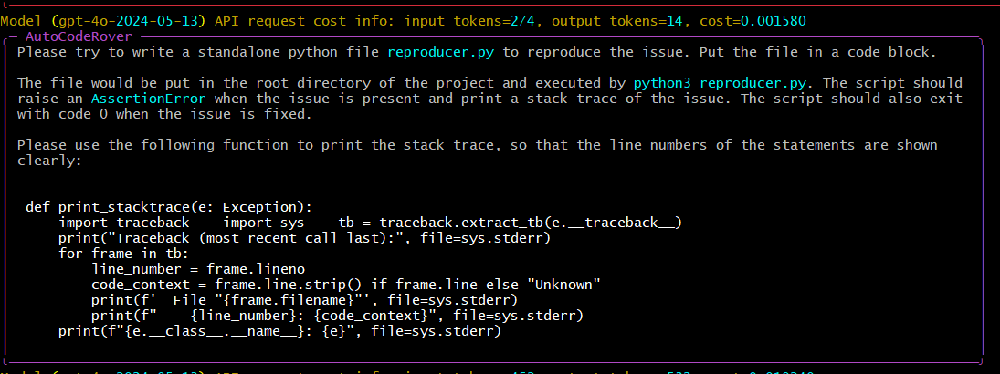 Model (gpt-4o-2024-05-13) API request cost info: input_tokens=274, output_tokens=14, cost=0.001580
AutoCodeRover
Please try to write a standalone python file reproducer.py to reproduce the issue. Put the file in a code block.
The file would be put in the root directory of the project and executed by python3 reproducer.py. The script should
raise an AssertionError when the issue is present and print a stack trace of the issue. The script should also exit
with code 0 when the issue is fixed.
Please use the following function to print the stack trace, so that the line numbers of the statements are shown
clearly:
def print_stacktrace(e: Exception):
    import traceback    import sys    tb = traceback.extract_tb(e.__traceback__)
    print("Traceback (most recent call last):", file=sys.stderr)
    for frame in tb:
        line_number = frame.lineno
        code_context = frame.line.strip() if frame.line else "Unknown"
        print(f'  File "{frame.filename}"', file=sys.stderr)
        print(f"    {line_number}: {code_context}", file=sys.stderr)
    print(f"{e.__class__.__name__}: {e}", file=sys.stderr)